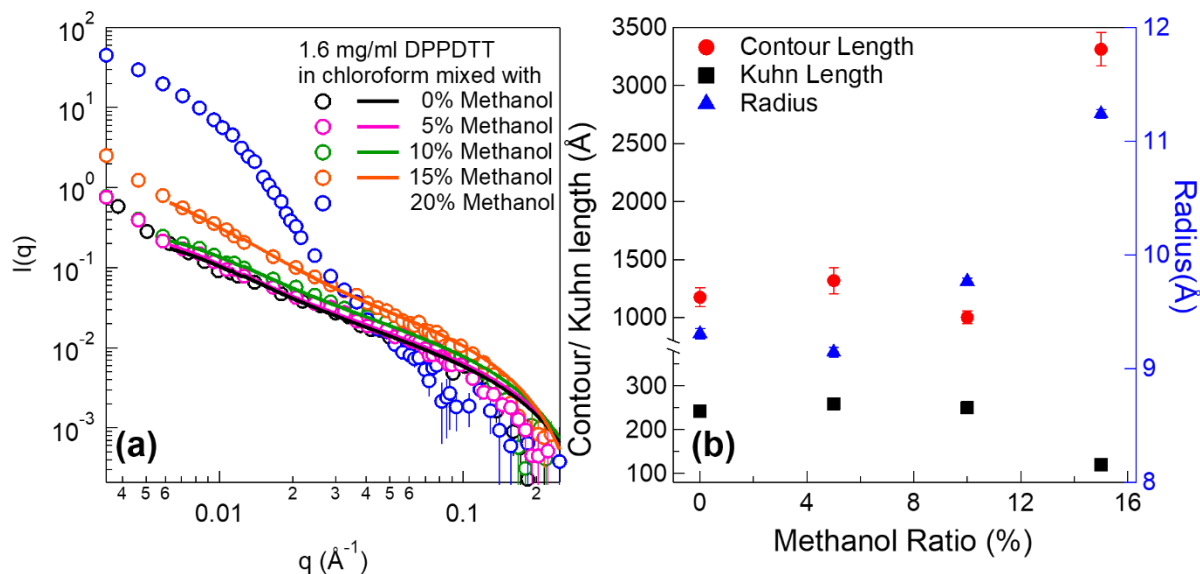 10²
10¹
10⁰
10⁻¹
10⁻²
10⁻³
I(q)
1.6 mg/ml DPPDTT
in chloroform mixed with
0% Methanol
5% Methanol
10% Methanol
15% Methanol
20% Methanol
(a)
4 5 6 2 3 4 5 6 2
0.01 0.1
q (Å⁻¹)
3500
3000
2500
2000
1500
1000
350
300
250
200
150
100
Contour/ Kuhn length (Å)
Contour Length
Kuhn Length
Radius
(b)
0 4 8 12 16
Methanol Ratio (%)
12
11
10
9
8
Radius(Å)